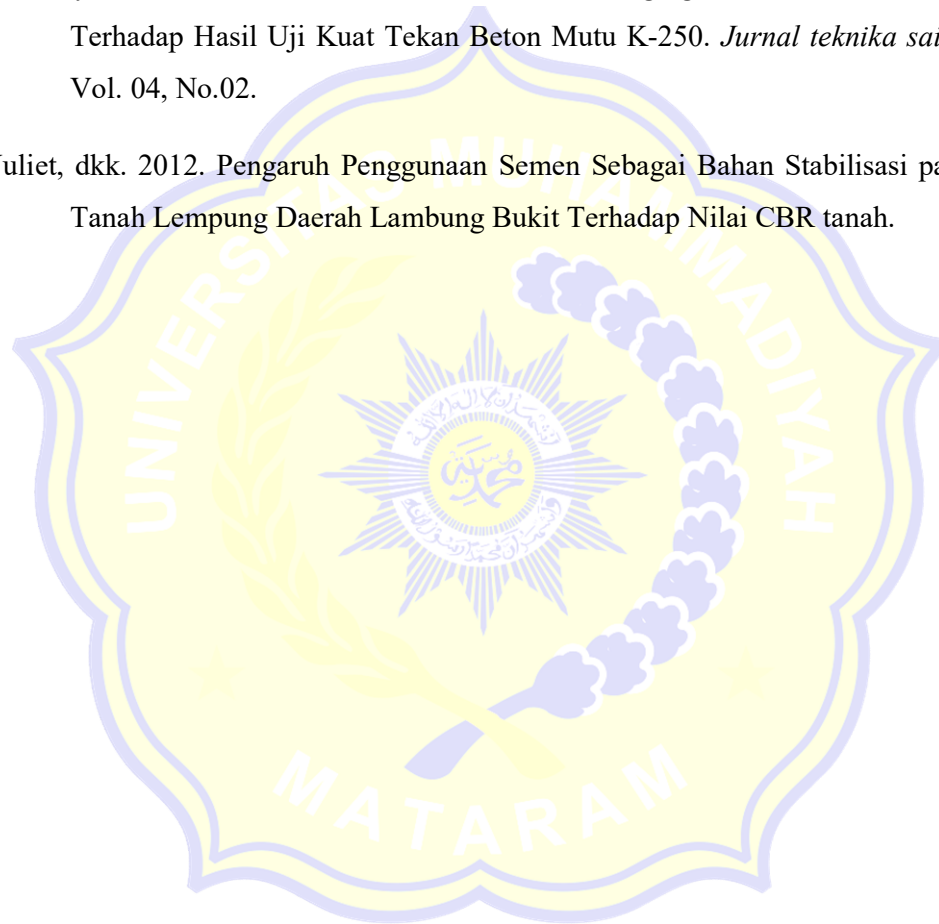 Terhadap Hasil Uji Kuat Tekan Beton Mutu K-250. Jurnal teknika sai
Vol. 04, No.02.
uliet, dkk. 2012. Pengaruh Penggunaan Semen Sebagai Bahan Stabilisasi pa
Tanah Lempung Daerah Lambung Bukit Terhadap Nilai CBR tanah.
UNIVERSITAS MUHAMMADIYAH
MATARAM